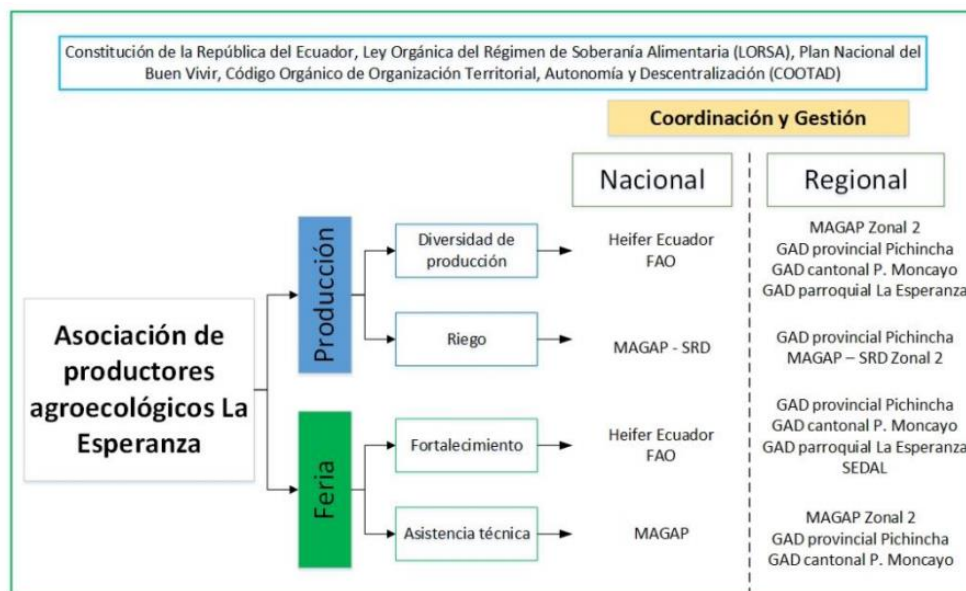 Constitución de la República del Ecuador, Ley Orgánica del Régimen de Soberanía Alimentaria (LORSA), Plan Nacional del
Buen Vivir, Código Orgánico de Organización Territorial, Autonomía y Descentralización (COOTAD)
Coordinación y Gestión
Nacional
Regional
Asociación de
productores
agroecológicos La
Esperanza
Producción
Diversidad de
producción
Heifer Ecuador
FAO
MAGAP Zonal 2
GAD provincial Pichincha
GAD cantonal P. Moncayo
GAD parroquial La Esperanza
Riego
MAGAP - SRD
GAD provincial Pichincha
MAGAP – SRD Zonal 2
Feria
Fortalecimiento
Heifer Ecuador
FAO
GAD provincial Pichincha
GAD cantonal P. Moncayo
GAD parroquial La Esperanza
SEDAL
Asistencia técnica
MAGAP
MAGAP Zonal 2
GAD provincial Pichincha
GAD cantonal P. Moncayo